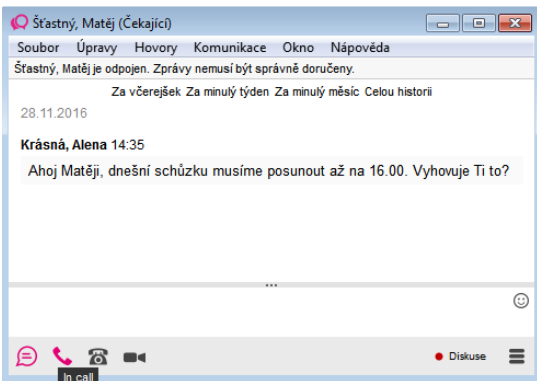 Šťastný, Matěj (Čekající)
Soubor Úpravy Hovory Komunikace Okno Nápověda
Šťastný, Matěj je odpojen. Zprávy nemusí být správně doručeny.
Za včerejšek Za minulý týden Za minulý měsíc Celou historii
28.11.2016
Krásná, Alena 14:35
Ahoj Matěji, dnešní schůzku musíme posunout až na 16.00. Vyhovuje Ti to?
Diskuse
In call